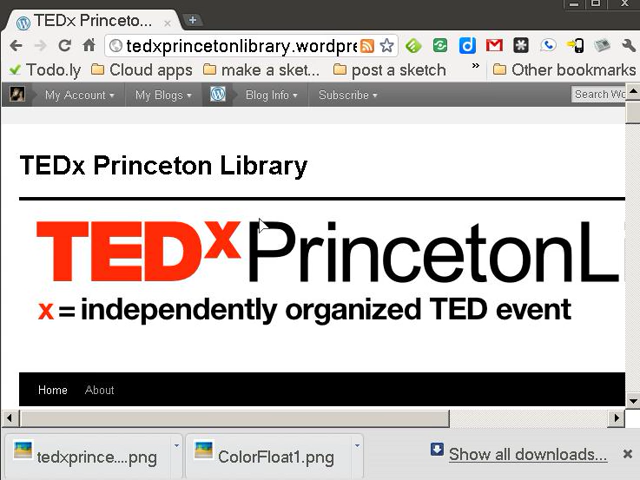 TEDx Princeto...
tedxprincetonlibrary.wordpre
Todo.ly Cloud apps make a sket... post a sketch » Other bookmarks
My Account My Blogs Blog Info Subscribe Search Wo
TEDx Princeton Library
TEDx PrincetonLi
x = independently organized TED event
Home About
tedxprince....png ColorFloat1.png Show all downloads...